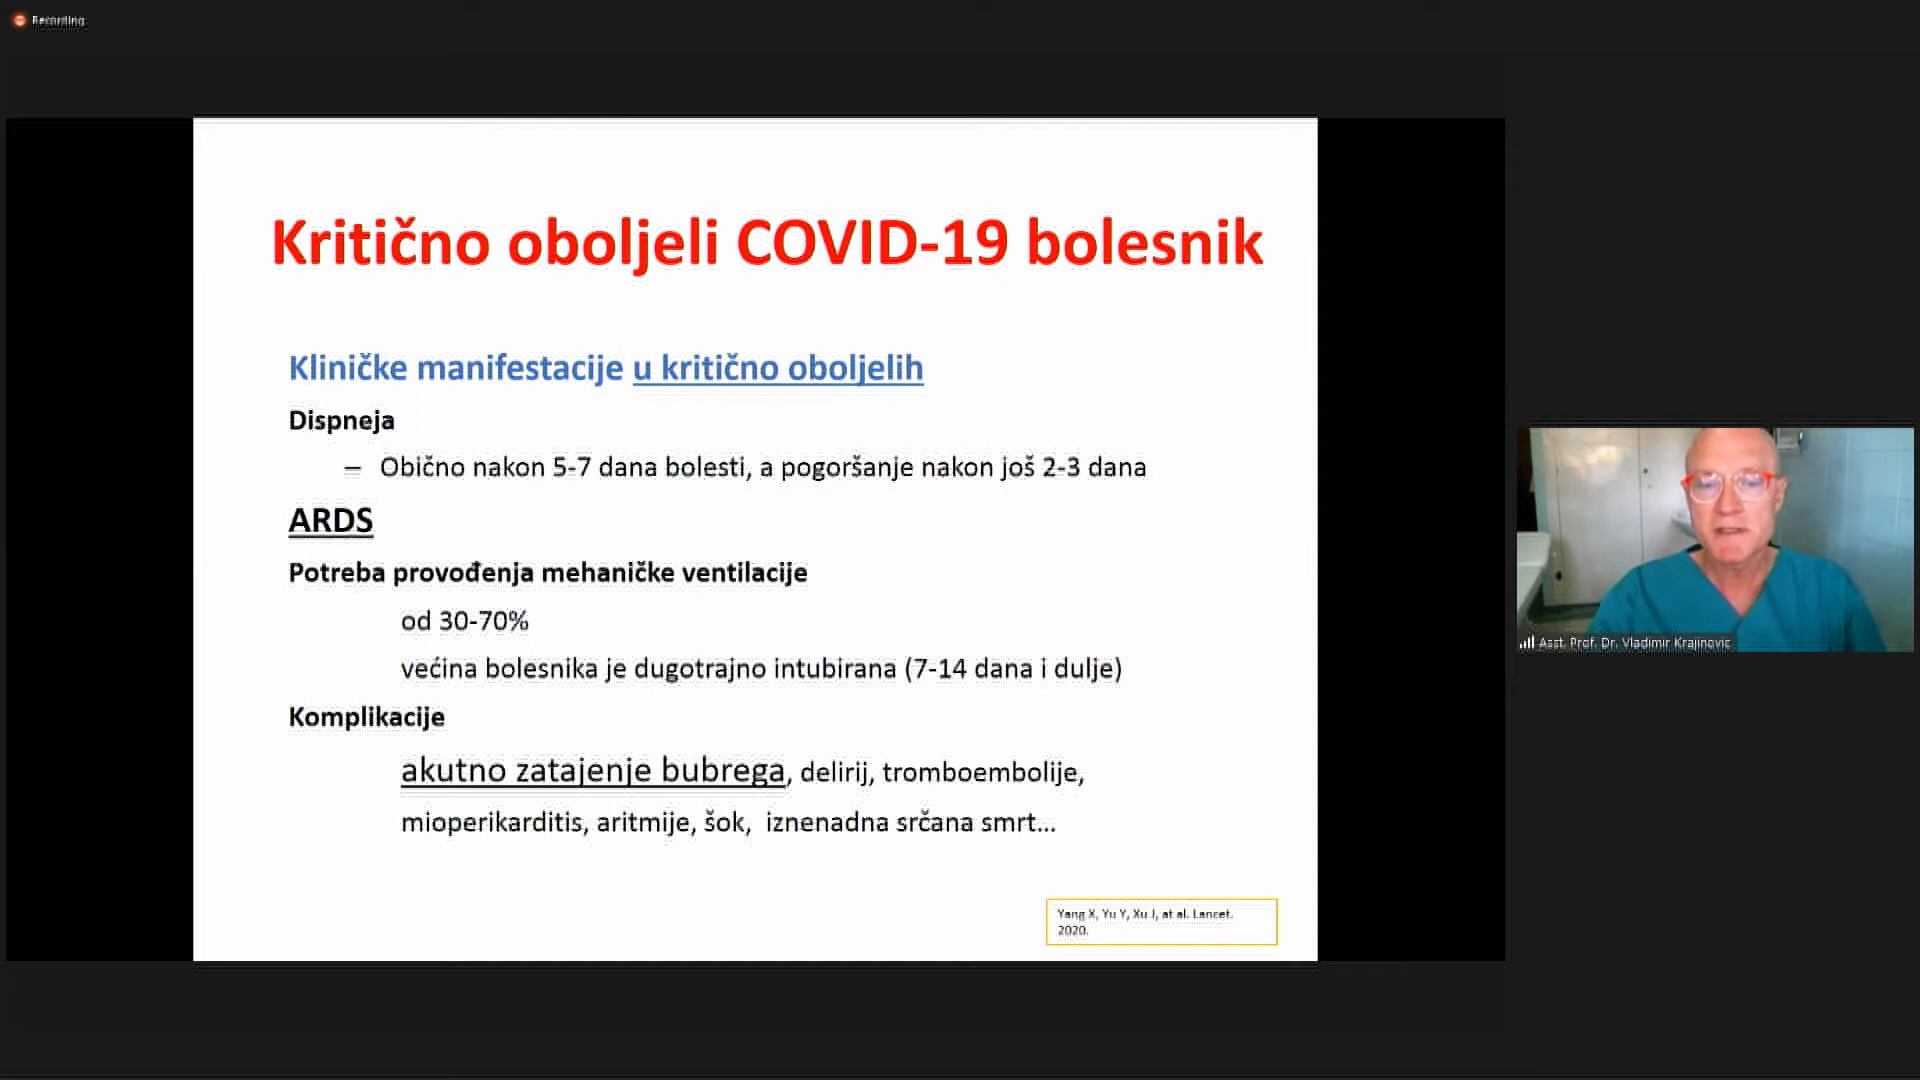 Recording
Kritično oboljeli COVID-19 bolesnik
Kliničke manifestacije u kritično oboljelih
Dispneja
– Obično nakon 5-7 dana bolesti, a pogoršanje nakon još 2-3 dana
ARDS
Potreba provođenja mehaničke ventilacije
od 30-70%
većina bolesnika je dugotrajno intubirana (7-14 dana i dulje)
Komplikacije
akutno zatajenje bubrega, delirij, tromboembolije,
mioperikarditis, aritmije, šok, iznenadna srčana smrt...
Yang X, Yu Y, Xu J, at al. Lancet.
2020.
Asst. Prof. Dr. Vladimir Krajinovic